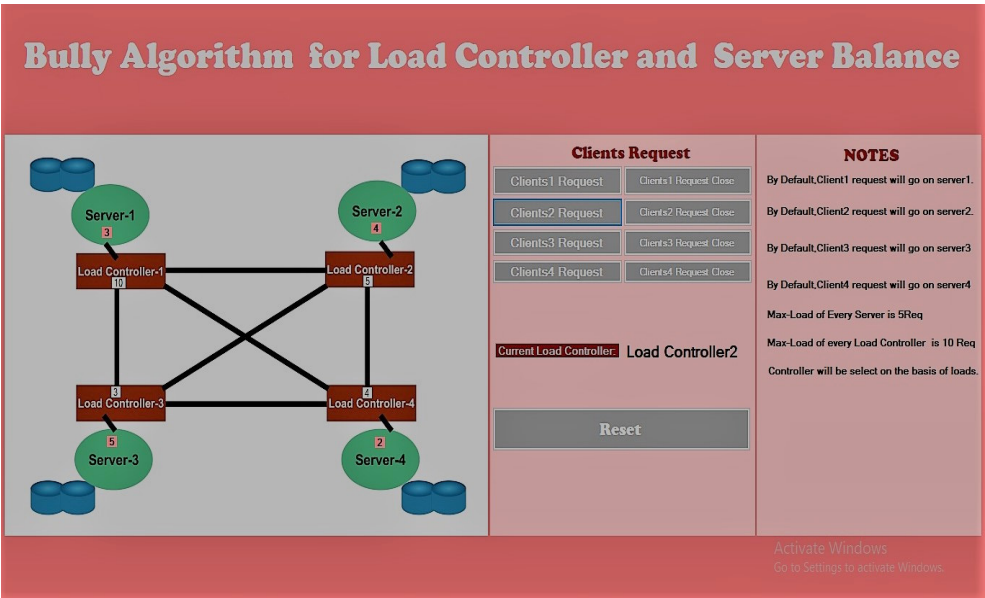 Bully Algorithm for Load Controller and Server Balance
Server-1
3
Load Controller-1
10
Server-2
4
Load Controller-2
5
3
Load Controller-3
5
Server-3
4
Load Controller-4
2
Server-4
Clients Request
Clients1 Request
Clients1 Request Close
Clients2 Request
Clients2 Request Close
Clients3 Request
Clients3 Request Close
Clients4 Request
Clients4 Request Close
Current Load Controller: Load Controller2
Reset
NOTES
By Default,Client1 request will go on server1.
By Default,Client2 request will go on server2.
By Default,Client3 request will go on server3
By Default,Client4 request will go on server4
Max-Load of Every Server is 5Req
Max-Load of every Load Controller is 10 Req
Controller will be select on the basis of loads.
Activate Windows
Go to Settings to activate Windows.